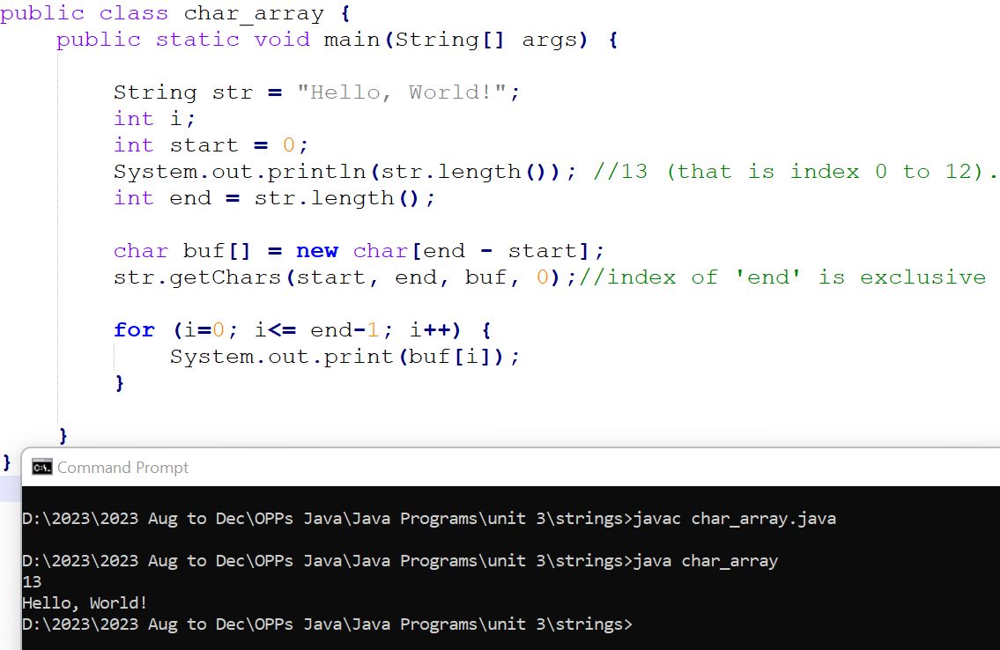 public class char_array {
public static void main(String[] args) {
String str = "Hello, World!";
int i;
int start = 0;
System.out.println(str.length()); //13 (that is index 0 to 12).
int end = str.length();
char buf[] = new char[end - start];
str.getChars(start, end, buf, 0);//index of 'end' is exclusive
for (i=0; i<= end-1; i++) {
System.out.print(buf[i]);
}
}
}
Command Prompt
D:\2023\2023 Aug to Dec\OPPs Java\Java Programs\unit 3\strings>javac char_array.java
D:\2023\2023 Aug to Dec\OPPs Java\Java Programs\unit 3\strings>java char_array
13
Hello, World!
D:\2023\2023 Aug to Dec\OPPs Java\Java Programs\unit 3\strings>